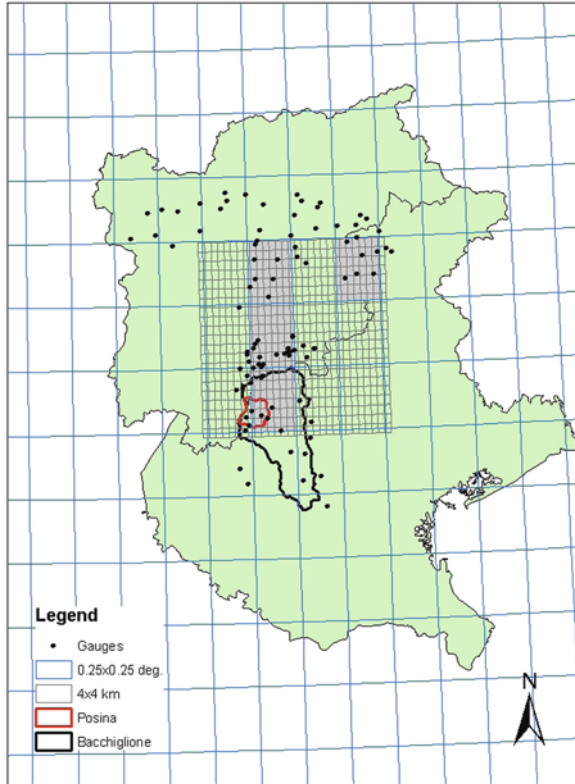 N
Legend
Gauges
0.25x0.25 deg.
4x4 km
Posina
Bacchiglione